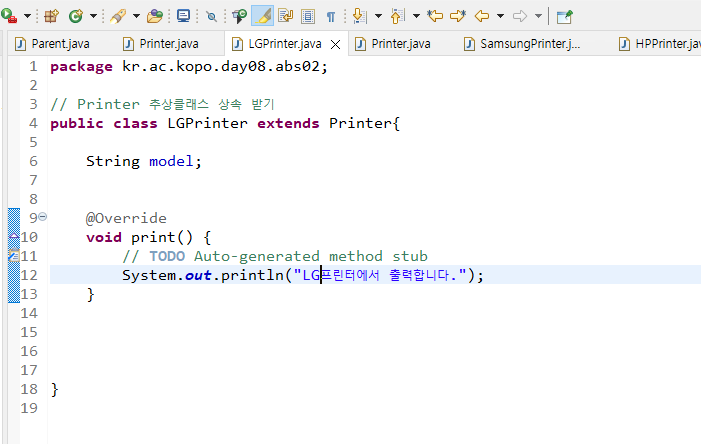 Parent.java
Printer.java
LGPrinter.java
Printer.java
SamsungPrinter.j...
HPPrinter.jav
1 package kr.ac.kopo.day08.abs02;
2
3 // Printer 추상클래스 상속 받기
4 public class LGPrinter extends Printer{
5
6 String model;
7
8
9 @Override
10 void print() {
11 // TODO Auto-generated method stub
12 System.out.println("LG프린터에서 출력합니다.");
13 }
14
15
16
17
18 }
19